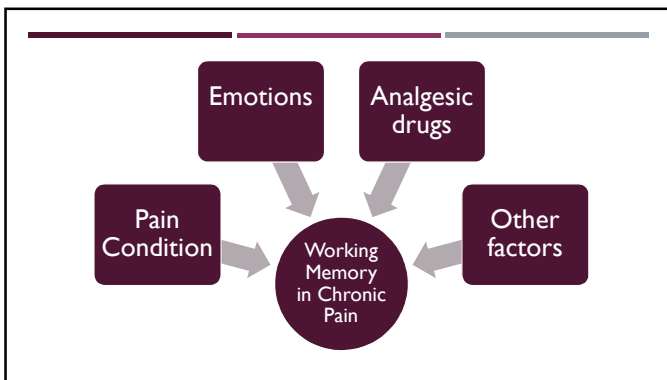 Emotions
Analgesic
drugs
Pain
Condition
Other
factors
Working
Memory
in Chronic
Pain